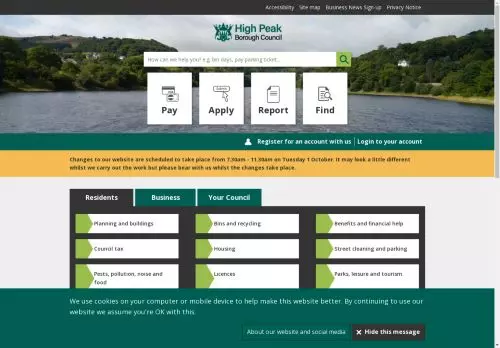 Accessibility Site map Business News Sign-up Privacy Notice
High Peak
Borough Council
How can we help you? e.g. bin days, pay parking ticket...
Pay Apply Report Find
Register for an account with us Login to your account
Changes to our website are scheduled to take place from 7.30am - 11.30am on Tuesday 1 October. It may look a little different
whilst we carry out the work but please bear with us whilst the changes take place.
Residents Business Your Council
Planning and buildings Bins and recycling Benefits and financial help
Council tax Housing Street cleaning and parking
Pests, pollution, noise and
food
Licences Parks, leisure and tourism
We use cookies on your computer or mobile device to help make this website better. By continuing to use our
website we assume you're OK with this.
About our website and social media Hide this message